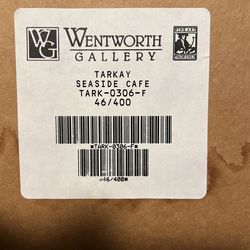 WG
WENTWORTH
GALLERY
TARKAY
SEASIDE CAFE
TARK-0306-F
46/400
*TARK-0306-F*
*46/400*